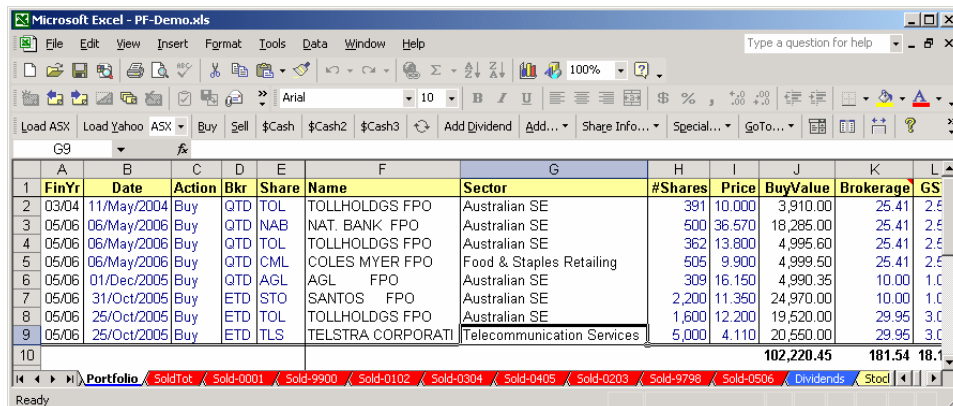 Microsoft Excel - PF-Demo.xls
File Edit View Insert Format Tools Data Window Help Type a question for help
100%
Arial 10 B I U $ % ,
Load ASX Load Yahoo ASX Buy Sell $Cash $Cash2 $Cash3 Add Dividend Add... Share Info... Special... GoTo...
G9 fx
A B C D E F G H I J K L
1 FinYr Date Action Bkr Share Name Sector #Shares Price BuyValue Brokerage GS
2 03/04 11/May/2004 Buy QTD TOL TOLLHOLDGS FPO Australian SE 391 10.000 3,910.00 25.41 2.5
3 05/06 06/May/2006 Buy QTD NAB NAT. BANK FPO Australian SE 500 36.570 18,285.00 25.41 2.5
4 05/06 06/May/2006 Buy QTD TOL TOLLHOLDGS FPO Australian SE 362 13.800 4,995.60 25.41 2.5
5 05/06 06/May/2006 Buy QTD CML COLES MYER FPO Food & Staples Retailing 505 9.900 4,999.50 25.41 2.5
6 05/06 01/Dec/2005 Buy QTD AGL AGL FPO Australian SE 309 16.150 4,990.35 10.00 1.0
7 05/06 31/Oct/2005 Buy ETD STO SANTOS FPO Australian SE 2,200 11.350 24,970.00 10.00 1.0
8 05/06 25/Oct/2005 Buy ETD TOL TOLLHOLDGS FPO Australian SE 1,600 12.200 19,520.00 29.95 3.0
9 05/06 25/Oct/2005 Buy ETD TLS TELSTRA CORPORATI Telecommunication Services 5,000 4.110 20,550.00 29.95 3.0
10 102,220.45 181.54 18.1
Portfolio SoldTot Sold-0001 Sold-9900 Sold-0102 Sold-0304 Sold-0405 Sold-0203 Sold-9798 Sold-0506 Dividends Stocl
Ready